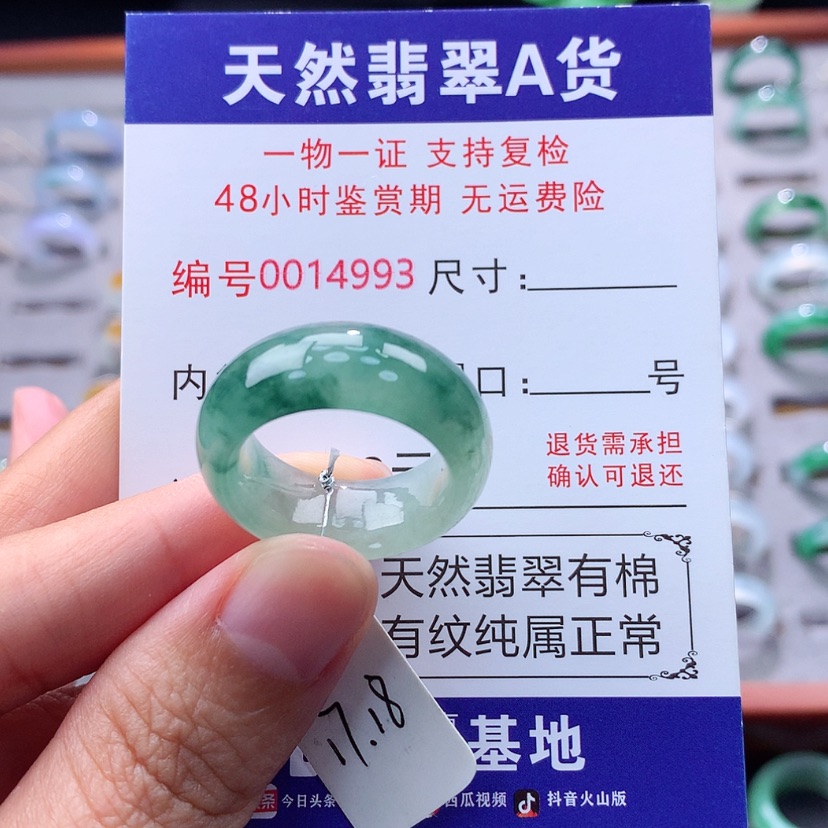 天然翡翠A货
一物一证 支持复检
48小时鉴赏期 无运费险
编号0014993 尺寸:
内 口: 号
元
退货需承担
确认可退还
天然翡翠有棉
有纹纯属正常
17.18
基地
今日头条 西瓜视频 抖音火山版